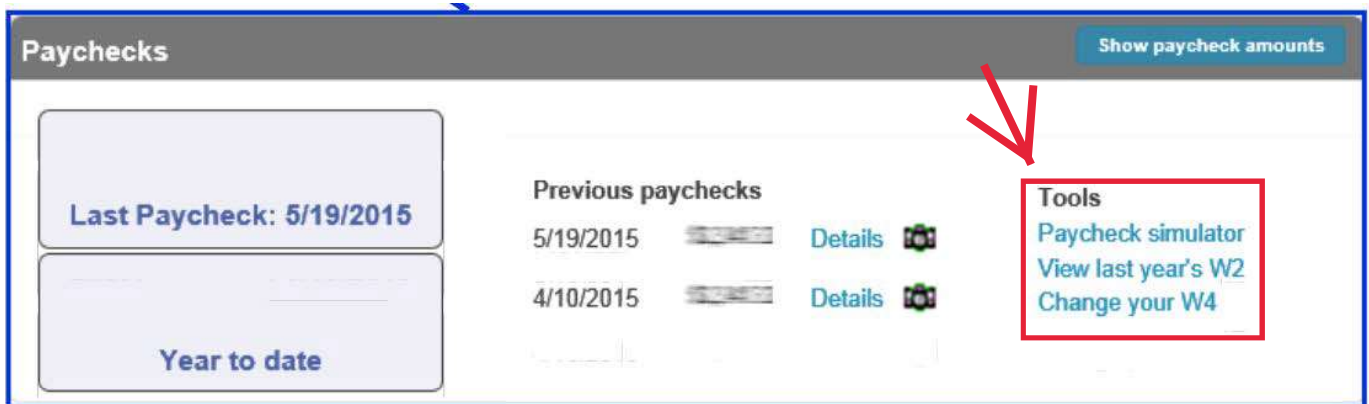 Paychecks
Show paycheck amounts
Last Paycheck: 5/19/2015
Year to date
Previous paychecks
5/19/2015 Details
4/10/2015 Details
Tools
Paycheck simulator
View last year's W2
Change your W4